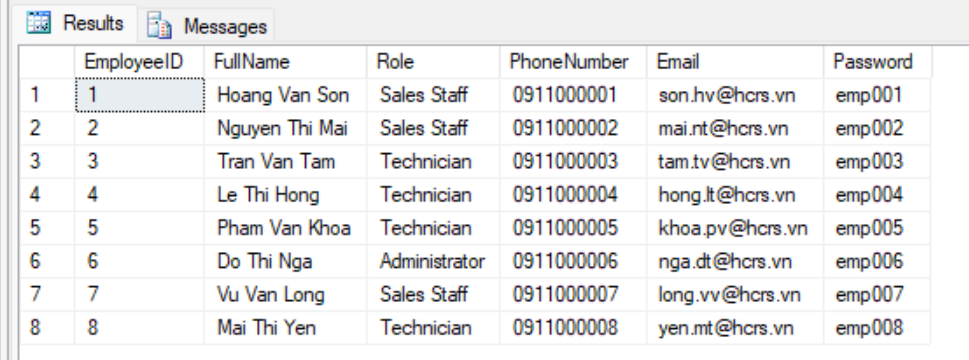 Results Messages
EmployeeID FullName Role PhoneNumber Email Password
1 1 Hoang Van Son Sales Staff 0911000001 son.hv@hcrs.vn emp001
2 2 Nguyen Thi Mai Sales Staff 0911000002 mai.nt@hcrs.vn emp002
3 3 Tran Van Tam Technician 0911000003 tam.tv@hcrs.vn emp003
4 4 Le Thi Hong Technician 0911000004 hong.lt@hcrs.vn emp004
5 5 Pham Van Khoa Technician 0911000005 khoa.pv@hcrs.vn emp005
6 6 Do Thi Nga Administrator 0911000006 nga.dt@hcrs.vn emp006
7 7 Vu Van Long Sales Staff 0911000007 long.vv@hcrs.vn emp007
8 8 Mai Thi Yen Technician 0911000008 yen.mt@hcrs.vn emp008